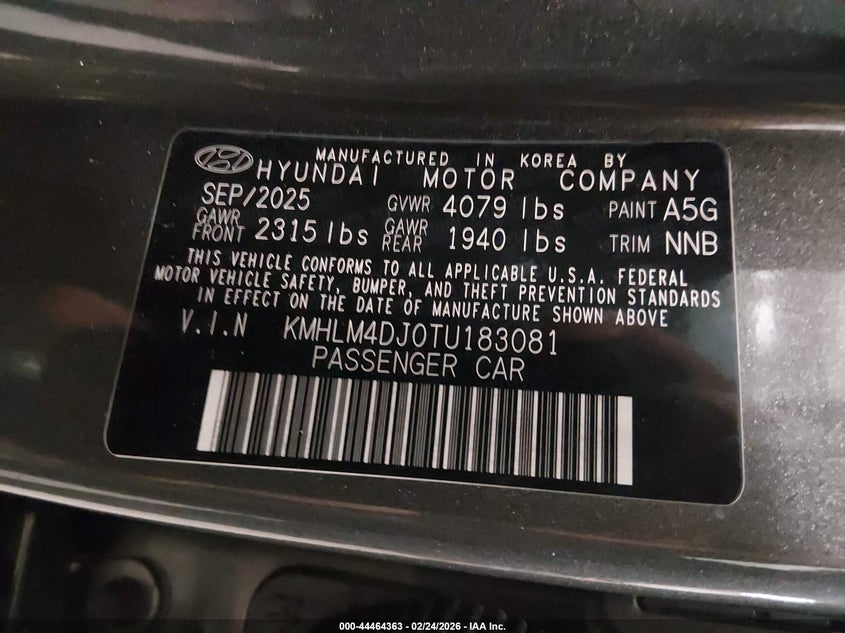 MANUFACTURED IN KOREA BY
HYUNDAI MOTOR COMPANY
SEP/2025 GVWR 4079 lbs PAINT A5G
GAWR FRONT 2315 lbs GAWR REAR 1940 lbs TRIM NNB
THIS VEHICLE CONFORMS TO ALL APPLICABLE U.S.A. FEDERAL
MOTOR VEHICLE SAFETY, BUMPER, AND THEFT PREVENTION STANDARDS
IN EFFECT ON THE DATE OF MANUFACTURE SHOWN ABOVE
V.I.N KMHLM4DJ0TU183081
PASSENGER CAR
000-44464363 - 02/24/2026 - IAA Inc.